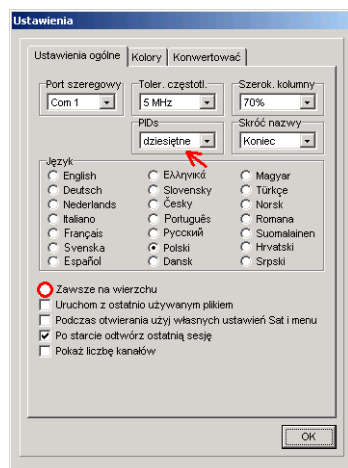 Ustawienia
Ustawienia ogólne Kolory Konwertować
Port szeregowy Toler. częstotl. Szerok. kolumny
Com 1 5 MHz 70%
PIDs Skróć nazwy
dziesiętne Koniec
Język
English Ελληνικά Magyar
Deutsch Slovensky Türkçe
Nederlands Česky Norsk
Italiano Português Romana
Français Русский Suomalainen
Svenska Polski Hrvatski
Español Dansk Srpski
Zawsze na wierzchu
Uruchom z ostatnio używanym plikiem
Podczas otwierania użyj własnych ustawień Sat i menu
Po starcie odtwórz ostatnią sesję
Pokaż liczbę kanałów
OK